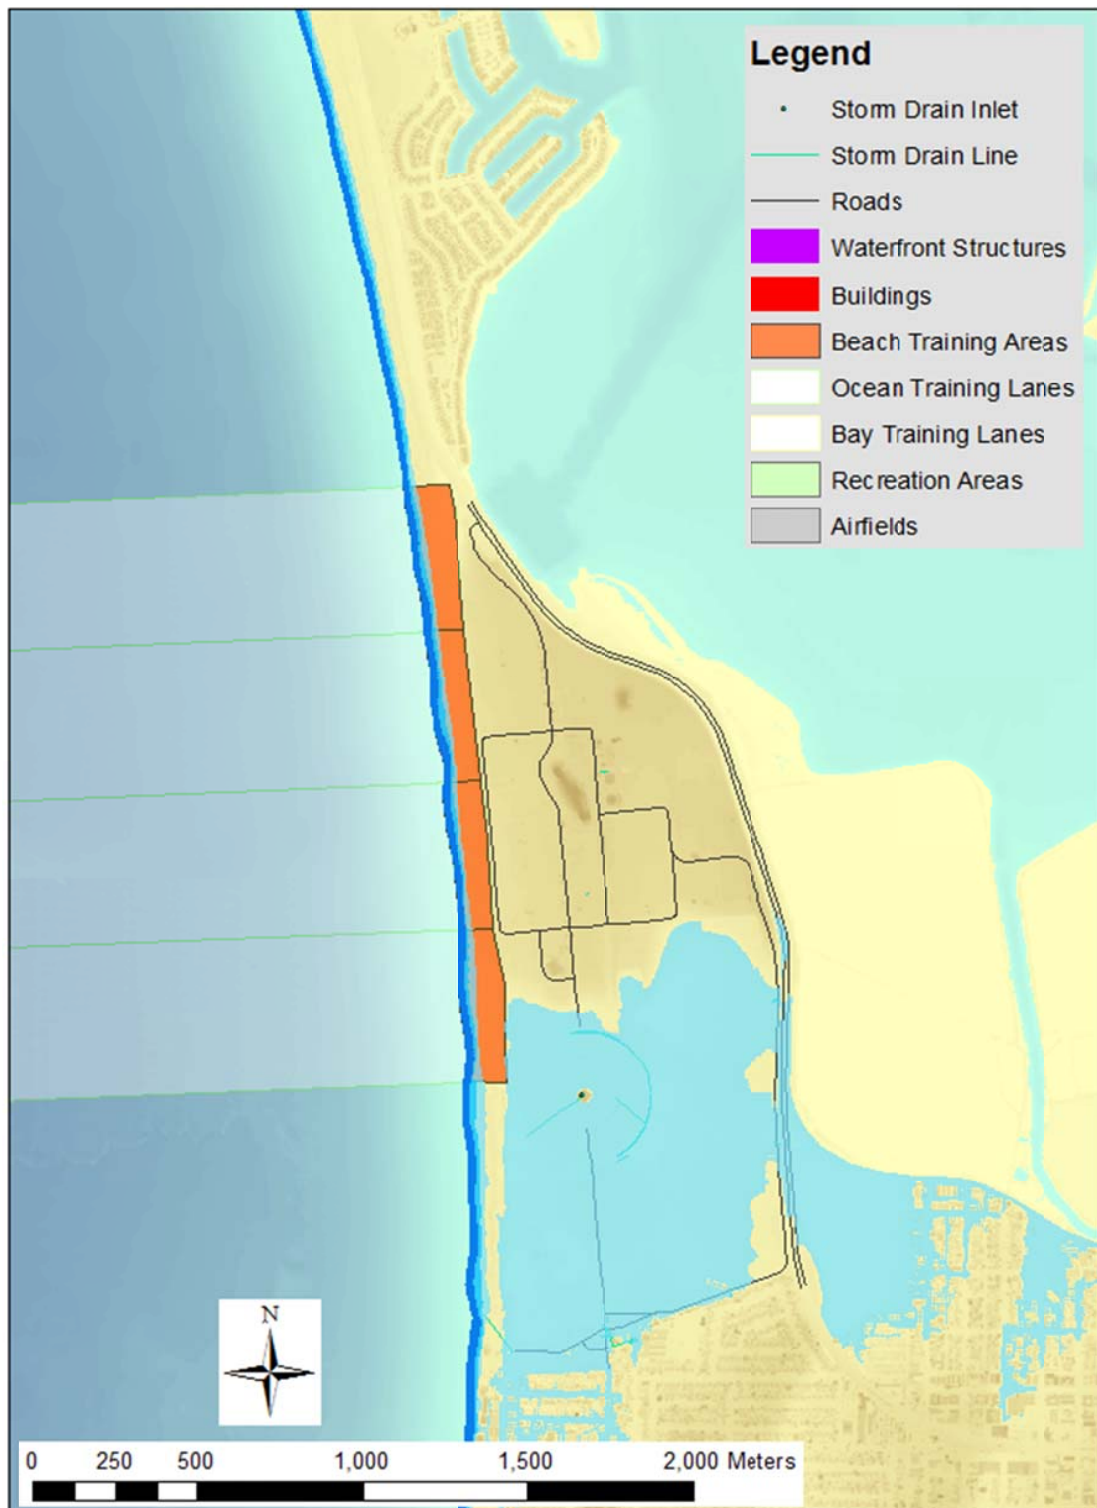 Legend
Storm Drain Inlet
Storm Drain Line
Roads
Waterfront Structures
Buildings
Beach Training Areas
Ocean Training Lanes
Bay Training Lanes
Recreation Areas
Airfields
N
0 250 500 1,000 1,500 2,000 Meters